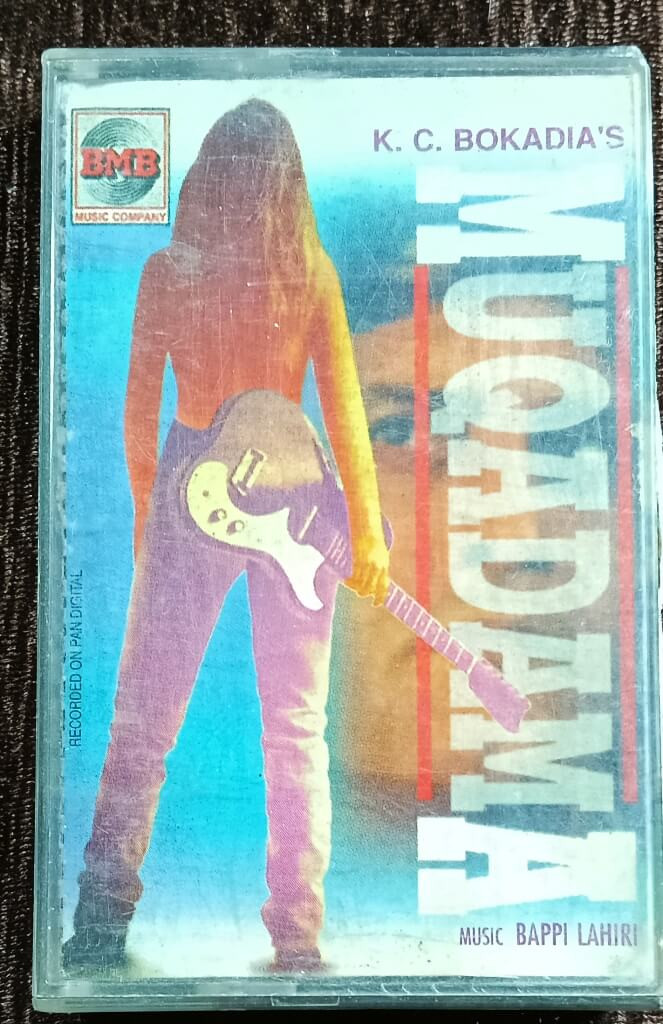 BMB
MUSIC COMPANY
K. C. BOKADIA'S
MUQADAMA
RECORDED ON PAN DIGITAL
MUSIC BAPPI LAHIRI